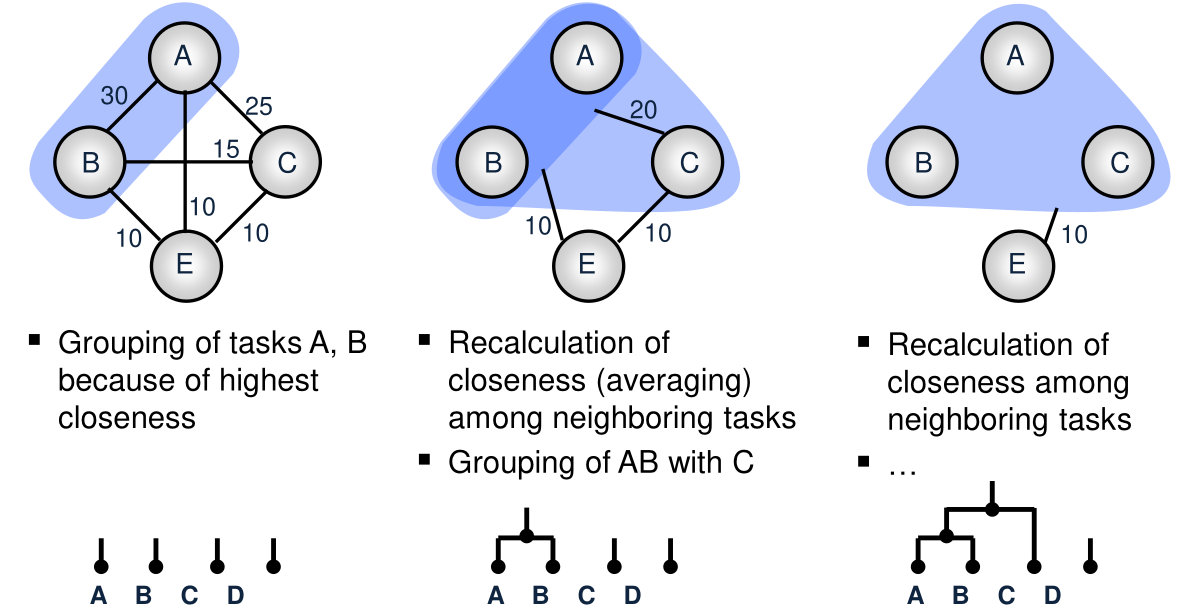 A
30
25
B
15
C
10
10
10
E
Grouping of tasks A, B
because of highest
closeness
A B C D
A
20
B
C
10
10
E
Recalculation of
closeness (averaging)
among neighboring tasks
Grouping of AB with C
A B C D
A
B
C
10
E
Recalculation of
closeness among
neighboring tasks
…
A B C D